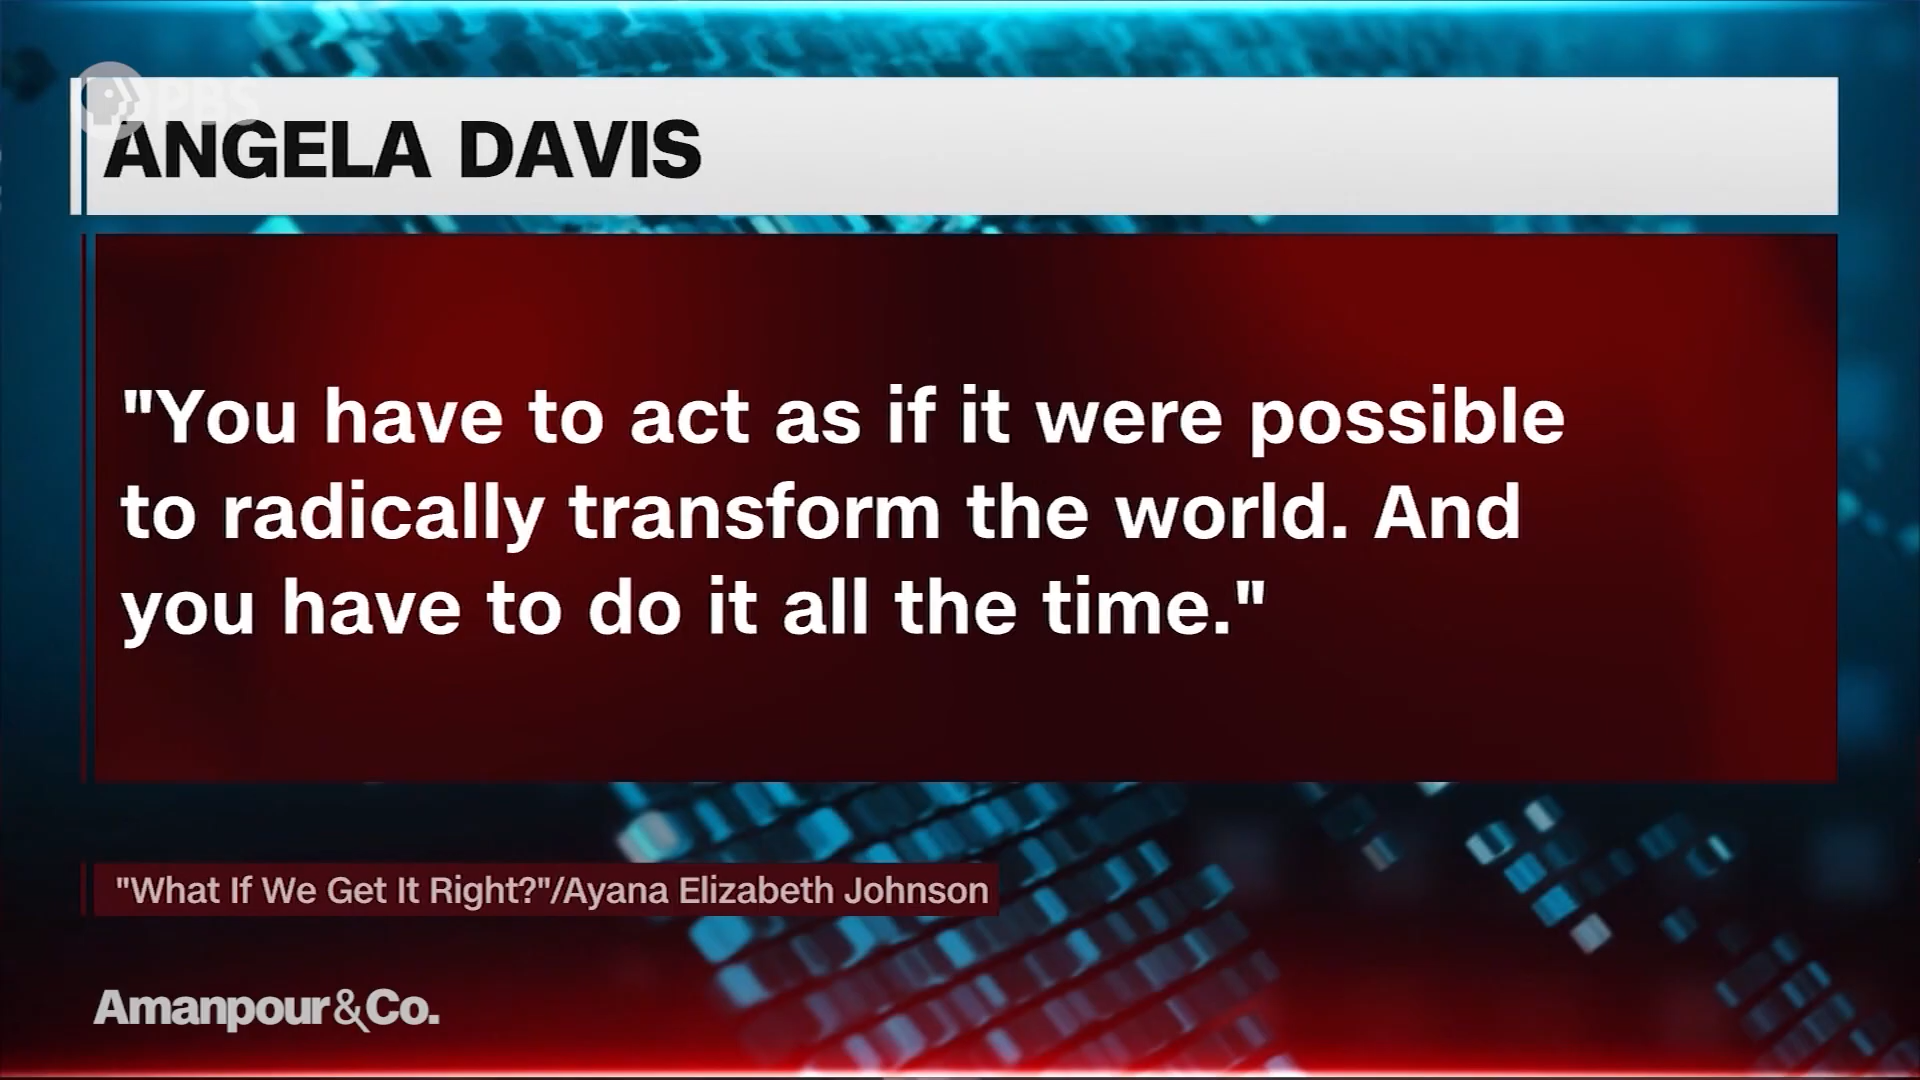 PBS
ANGELA DAVIS
"You have to act as if it were possible
to radically transform the world. And
you have to do it all the time."
"What If We Get It Right?"/Ayana Elizabeth Johnson
Amanpour&Co.